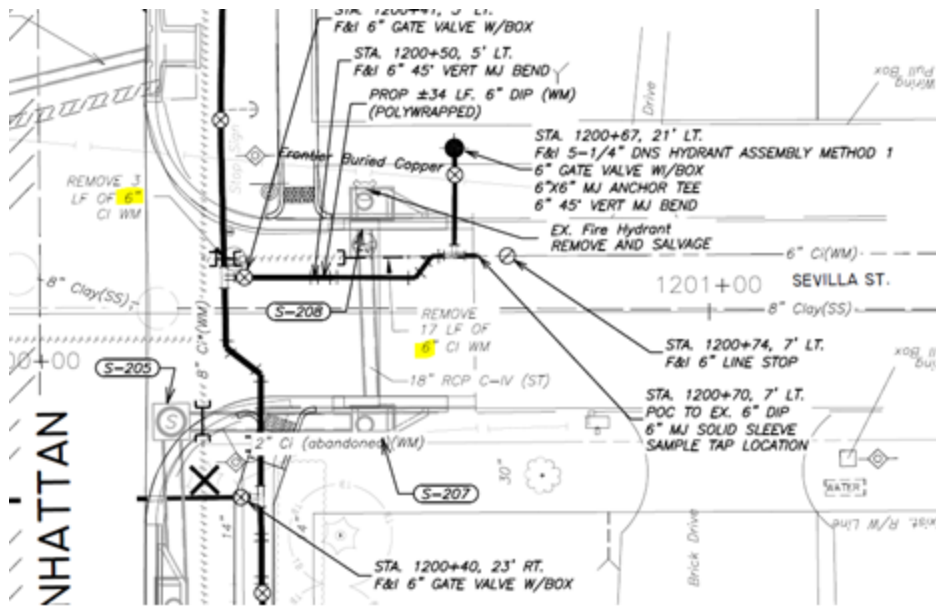 STA. 1200+41, 5' LT.
F&I 6" GATE VALVE W/BOX
STA. 1200+50, 5' LT.
F&I 6" 45° VERT MJ BEND
PROP ±34 LF. 6" DIP (WM)
(POLYWRAPPED)
Stop Sign
Frontier Buried Copper
Drive
Wiring
Pull Box
STA. 1200+67, 21' LT.
F&I 5-1/4" DNS HYDRANT ASSEMBLY METHOD 1
6" GATE VALVE W/BOX
6"X6" MJ ANCHOR TEE
6" 45° VERT MJ BEND
REMOVE 3
LF OF 6"
CI WM
EX. Fire Hydrant
REMOVE AND SALVAGE
6" Ci(WM)
1201+00
SEVILLA ST.
8" Clay(SS)
8" Clay(SS)
S-208
REMOVE
17 LF OF
6" CI WM
8" Ci"(WM)
00+00
S-205
18" RCP C-IV (ST)
STA. 1200+74, 7' LT.
F&I 6" LINE STOP
STA. 1200+70, 7' LT.
POC TO EX. 6" DIP
6" MJ SOLID SLEEVE
SAMPLE TAP LOCATION
S
2" Ci (abandoned)(WM)
S-207
30"
WATER
14"
Brick Drive
Exist. R/W Line
NHATTAN
STA. 1200+40, 23' RT.
F&I 6" GATE VALVE W/BOX